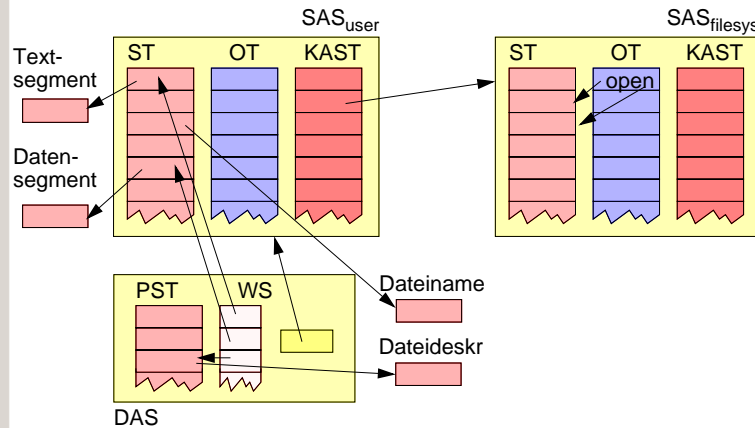 SASuser
SASfilesys
Text-
segment
ST OT KAST
ST OT KAST
open
Daten-
segment
PST WS
Dateiname
Dateideskr
DAS